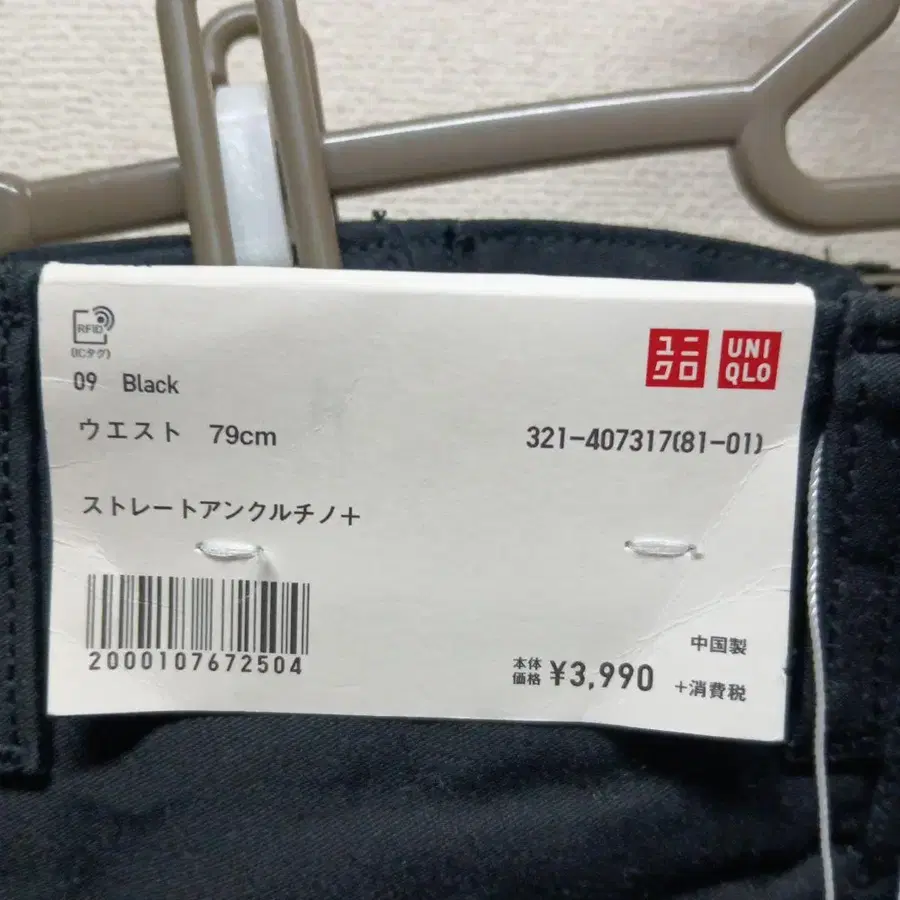 RFID
(ICタグ)
09 Black
ユニ
クロ
UNI
QLO
ウエスト 79cm
321-407317(81-01)
ストレートアンクルチノ+
2000107672504
中国製
本体
価格 ¥3,990 +消費税